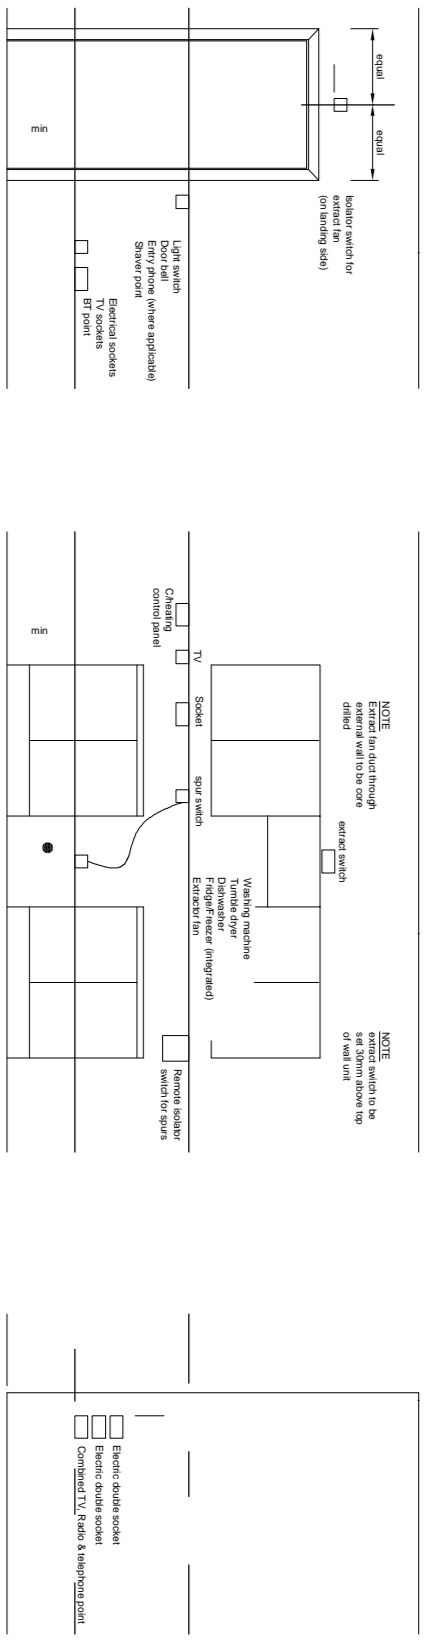 equal
equal
Isolator switch for
extract fan
(on landing side)
min
Light switch
Door bell
Entry phone (where applicable)
Shaver point
Electrical sockets
TV sockets
BT point
NOTE
Extract fan duct through
external wall to be core
drilled
extract switch
NOTE
extract switch to be
set 30mm above top
of wall unit
C/heating
control panel
TV
Socket
spur switch
Washing machine
Tumble dryer
Dishwasher
Fridge/Freezer (integrated)
Extractor fan
Remote isolator
switch for spurs
min
Electric double socket
Electric double socket
Combined TV, Radio & telephone point